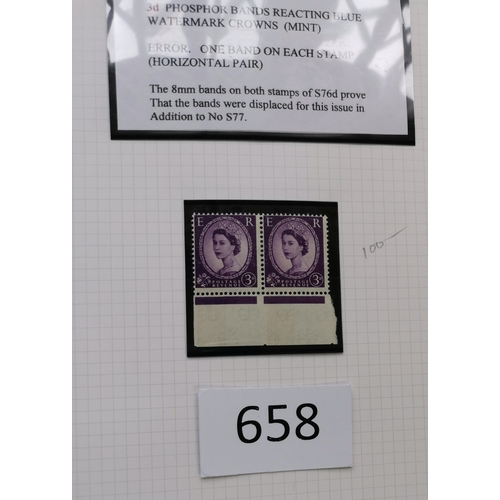 3d PHOSPHOR BANDS REACTING BLUE
WATERMARK CROWNS (MINT)
ERROR. ONE BAND ON EACH STAMP
(HORIZONTAL PAIR)
The 8mm bands on both stamps of S76d prove
That the bands were displaced for this issue in
Addition to No S77.
E R E R
3D 3D
POSTAGE POSTAGE
REVENUE REVENUE
100-
658